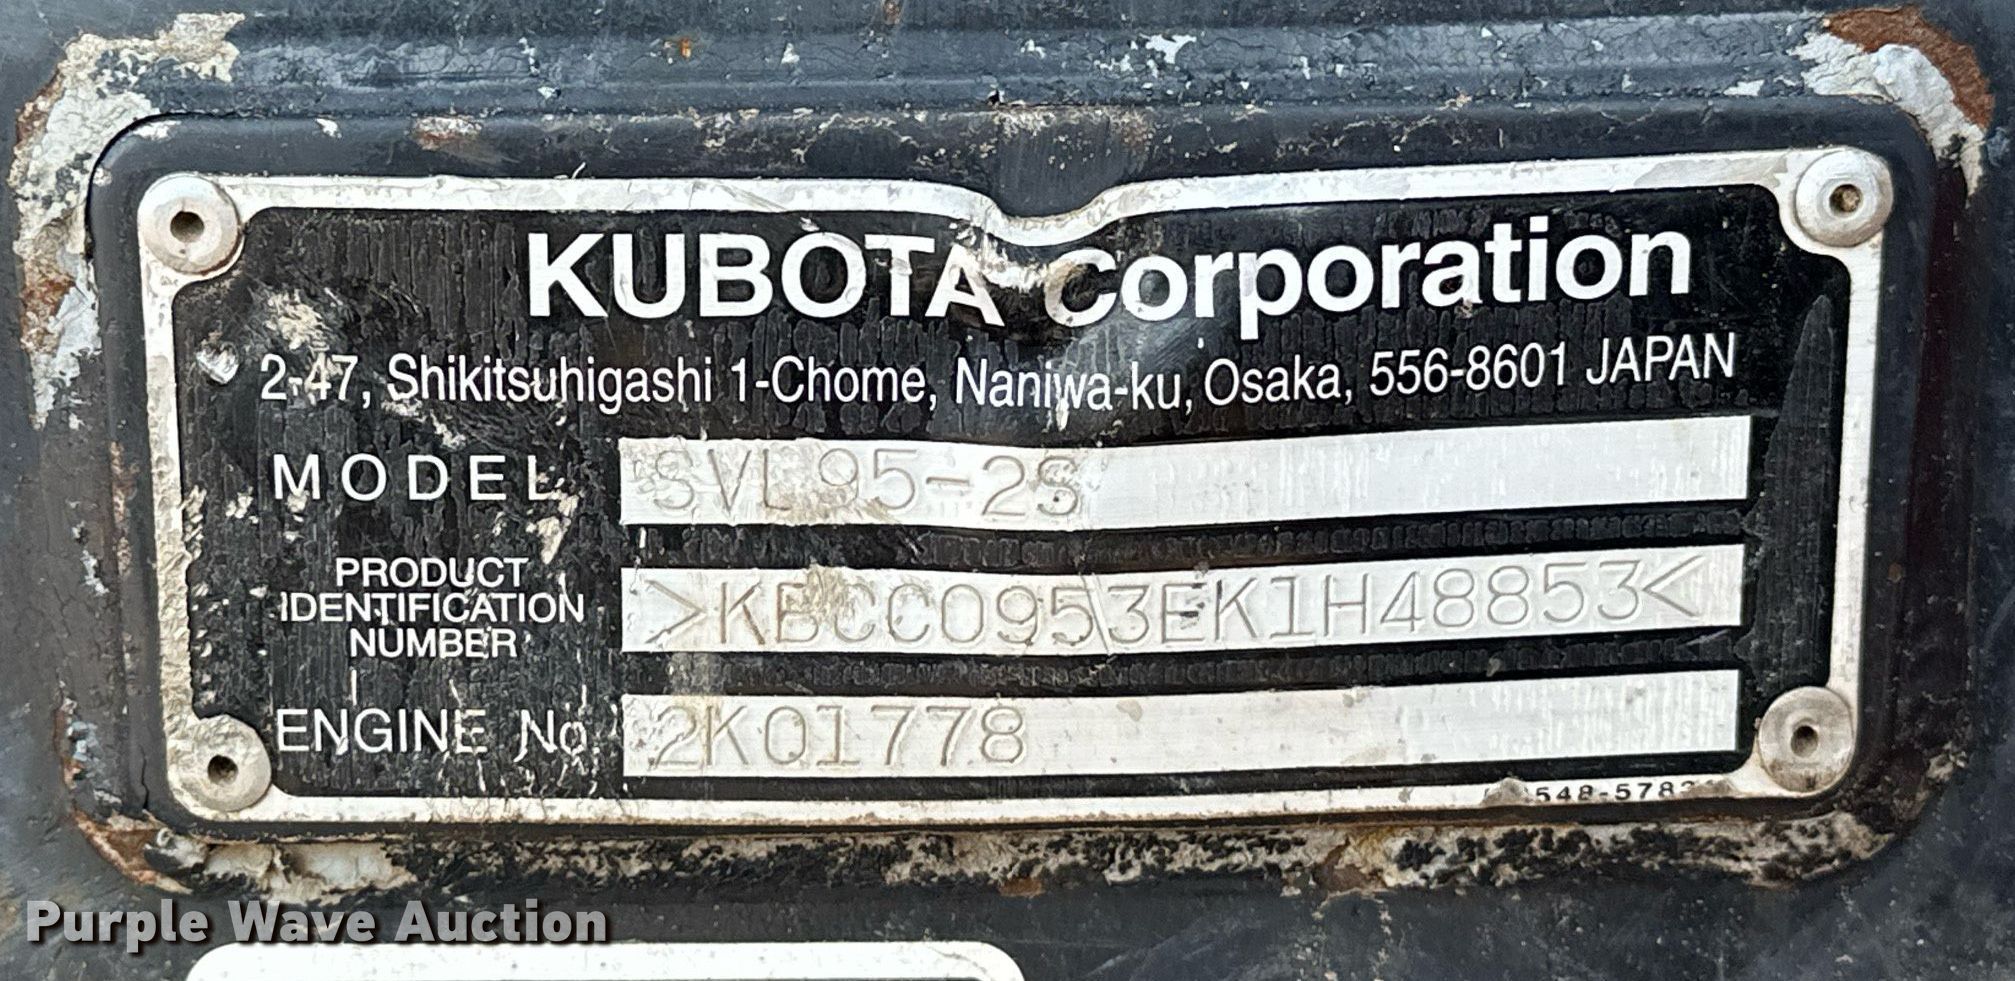 KUBOTA Corporation
2-47, Shikitsuhigashi 1-Chome, Naniwa-ku, Osaka, 556-8601 JAPAN
MODEL SVL95-2S
PRODUCT
IDENTIFICATION
NUMBER
>KBCC0953EK1H48853<
ENGINE No. 2KQ1778
Purple Wave Auction